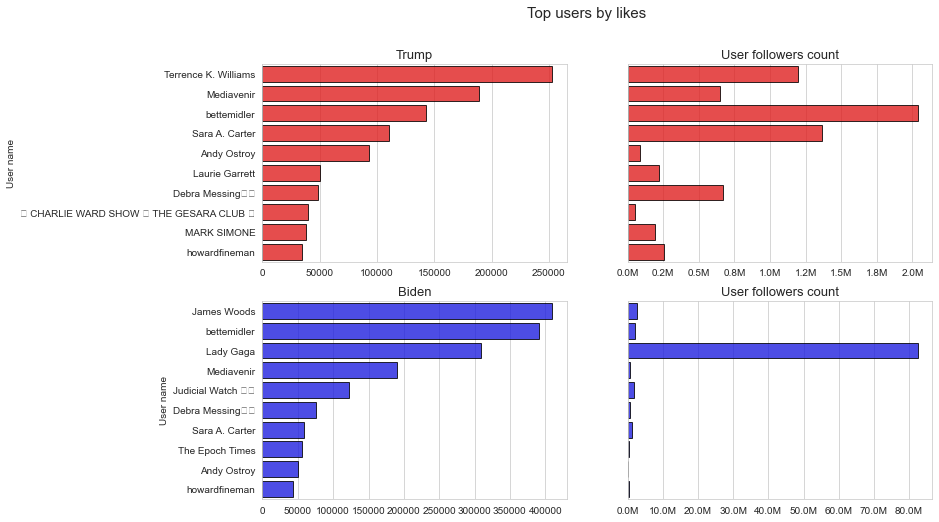 Top users by likes
Trump
User followers count
User name
Terrence K. Williams
Mediavenir
bettemidler
Sara A. Carter
Andy Ostroy
Laurie Garrett
Debra Messing▯▯
▯ CHARLIE WARD SHOW ▯ THE GESARA CLUB ▯
MARK SIMONE
howardfineman
0 50000 100000 150000 200000 250000
0.0M 0.2M 0.5M 0.8M 1.0M 1.2M 1.5M 1.8M 2.0M
Biden
User followers count
User name
James Woods
bettemidler
Lady Gaga
Mediavenir
Judicial Watch ▯▯
Debra Messing▯▯
Sara A. Carter
The Epoch Times
Andy Ostroy
howardfineman
0 50000 100000 150000 200000 250000 300000 350000 400000
0.0M 10.0M 20.0M 30.0M 40.0M 50.0M 60.0M 70.0M 80.0M